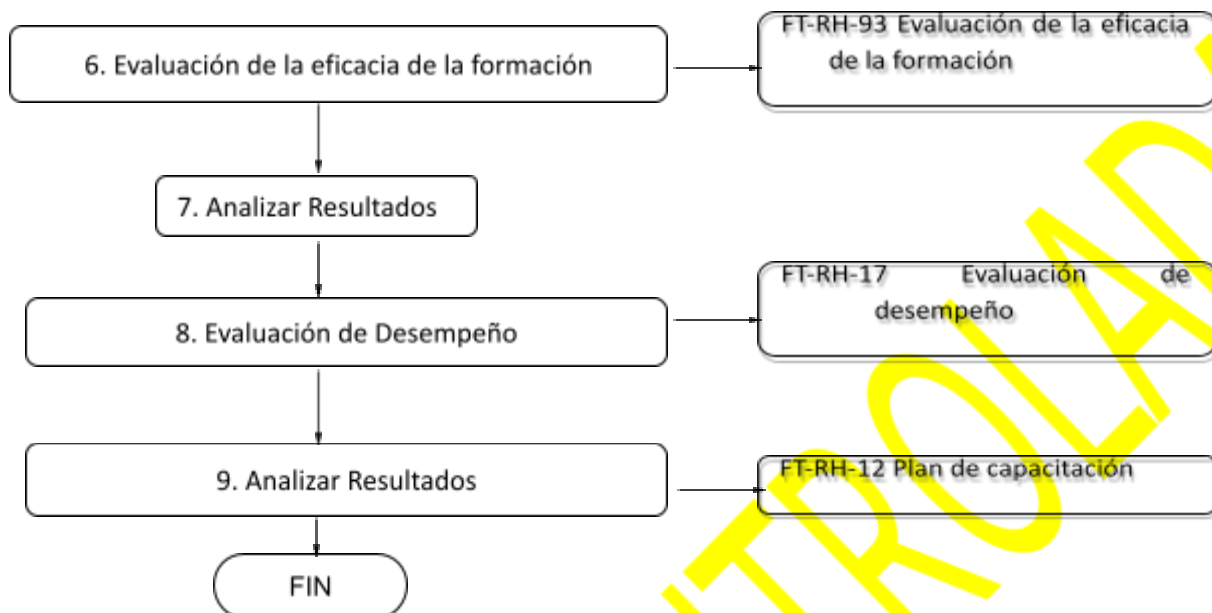 FT-RH-93 Evaluación de la eficacia
de la formación
6. Evaluación de la eficacia de la formación
7. Analizar Resultados
FT-RH-17 Evaluación de
desempeño
8. Evaluación de Desempeño
FT-RH-12 Plan de capacitación
9. Analizar Resultados
FIN
NTROLAD